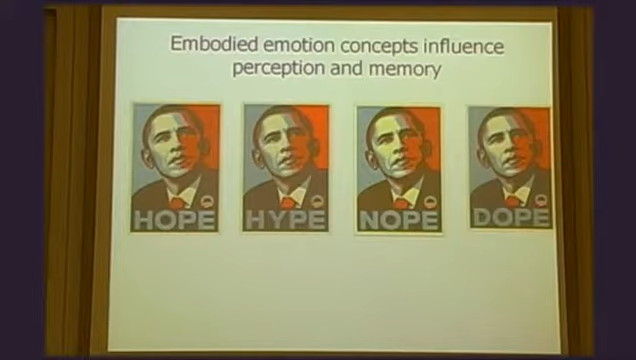 Embodied emotion concepts influence
perception and memory
HOPE
HYPE
NOPE
DOPE